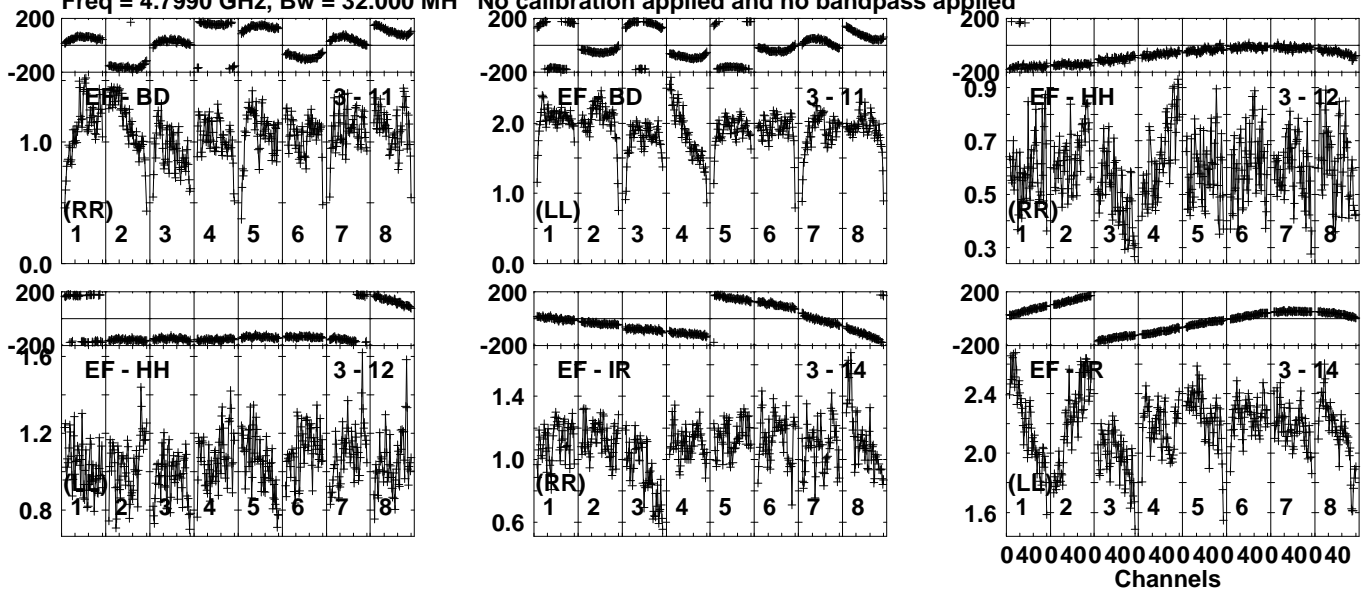 Freq = 4.7990 GHz, Bw = 32.000 MH No calibration applied and no bandpass applied
200
-200
EF - BD 3 - 11
1.0
(RR)
1 2 3 4 5 6 7 8
0.0
200
-200
EF - BD 3 - 11
2.0
1.0
(LL)
1 2 3 4 5 6 7 8
0.0
200
-200
0.9
EF - HH 3 - 12
0.7
0.5
(RR)
1 2 3 4 5 6 7 8
0.3
200
-200
1.6
EF - HH 3 - 12
1.2
(LL)
1 2 3 4 5 6 7 8
0.8
200
-200
EF - IR 3 - 14
1.4
1.0
(RR)
1 2 3 4 5 6 7 8
0.6
200
-200
EF - IR 3 - 14
2.4
2.0
(LL)
1 2 3 4 5 6 7 8
1.6
0 40 0 40 0 40 0 40 0 40 0 40 0 40 0 40
Channels